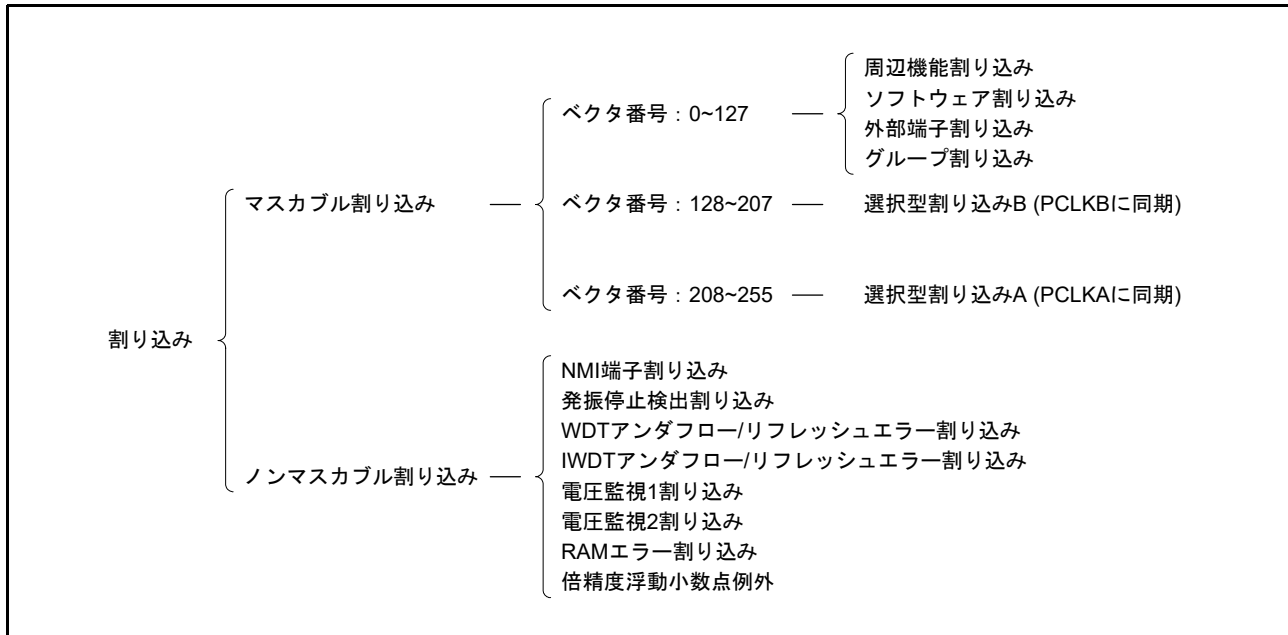 割り込み
マスカブル割り込み
ベクタ番号：0~127
周辺機能割り込み
ソフトウェア割り込み
外部端子割り込み
グループ割り込み
ベクタ番号：128~207
選択型割り込みB (PCLKBに同期)
ベクタ番号：208~255
選択型割り込みA (PCLKAに同期)
ノンマスカブル割り込み
NMI端子割り込み
発振停止検出割り込み
WDTアンダフロー/リフレッシュエラー割り込み
IWDTアンダフロー/リフレッシュエラー割り込み
電圧監視1割り込み
電圧監視2割り込み
RAMエラー割り込み
倍精度浮動小数点例外